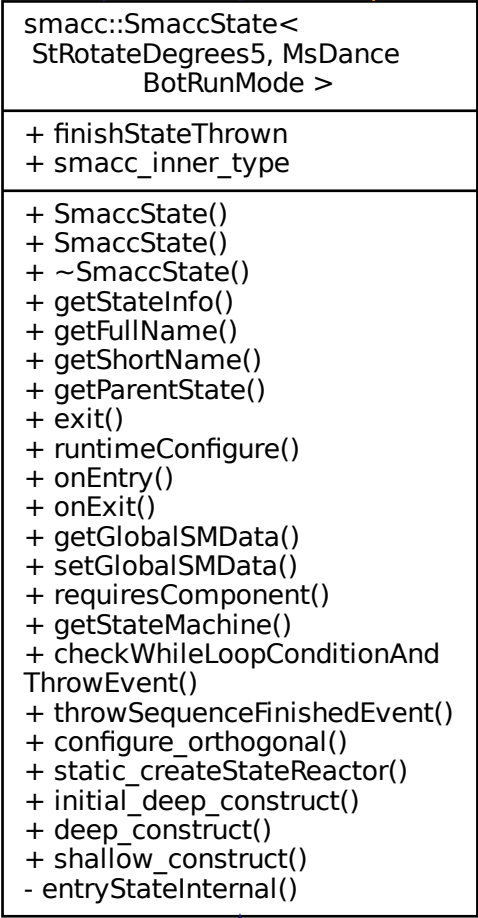 smacc::SmaccState<
StRotateDegrees5, MsDance
BotRunMode >
+ finishStateThrown
+ smacc_inner_type
+ SmaccState()
+ SmaccState()
+ ~SmaccState()
+ getStateInfo()
+ getFullName()
+ getShortName()
+ getParentState()
+ exit()
+ runtimeConfigure()
+ onEntry()
+ onExit()
+ getGlobalSMData()
+ setGlobalSMData()
+ requiresComponent()
+ getStateMachine()
+ checkWhileLoopConditionAnd
ThrowEvent()
+ throwSequenceFinishedEvent()
+ configure_orthogonal()
+ static_createStateReactor()
+ initial_deep_construct()
+ deep_construct()
+ shallow_construct()
- entryStateInternal()